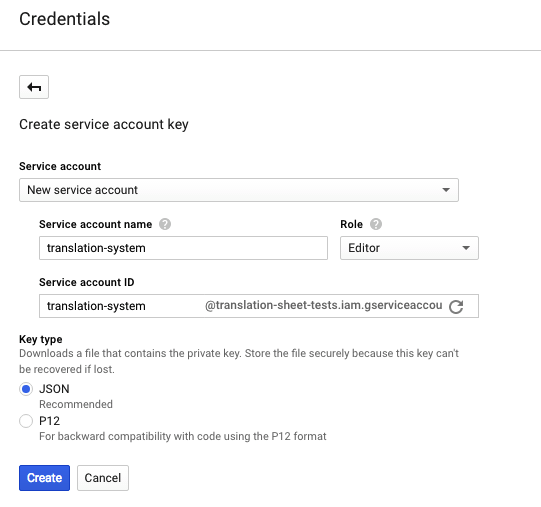 Credentials
Create service account key
Service account
New service account
Service account name ?
Role ?
translation-system
Editor
Service account ID
translation-system @translation-sheet-tests.iam.gserviceaccou
Key type
Downloads a file that contains the private key. Store the file securely because this key can't
be recovered if lost.
JSON
Recommended
P12
For backward compatibility with code using the P12 format
Create
Cancel